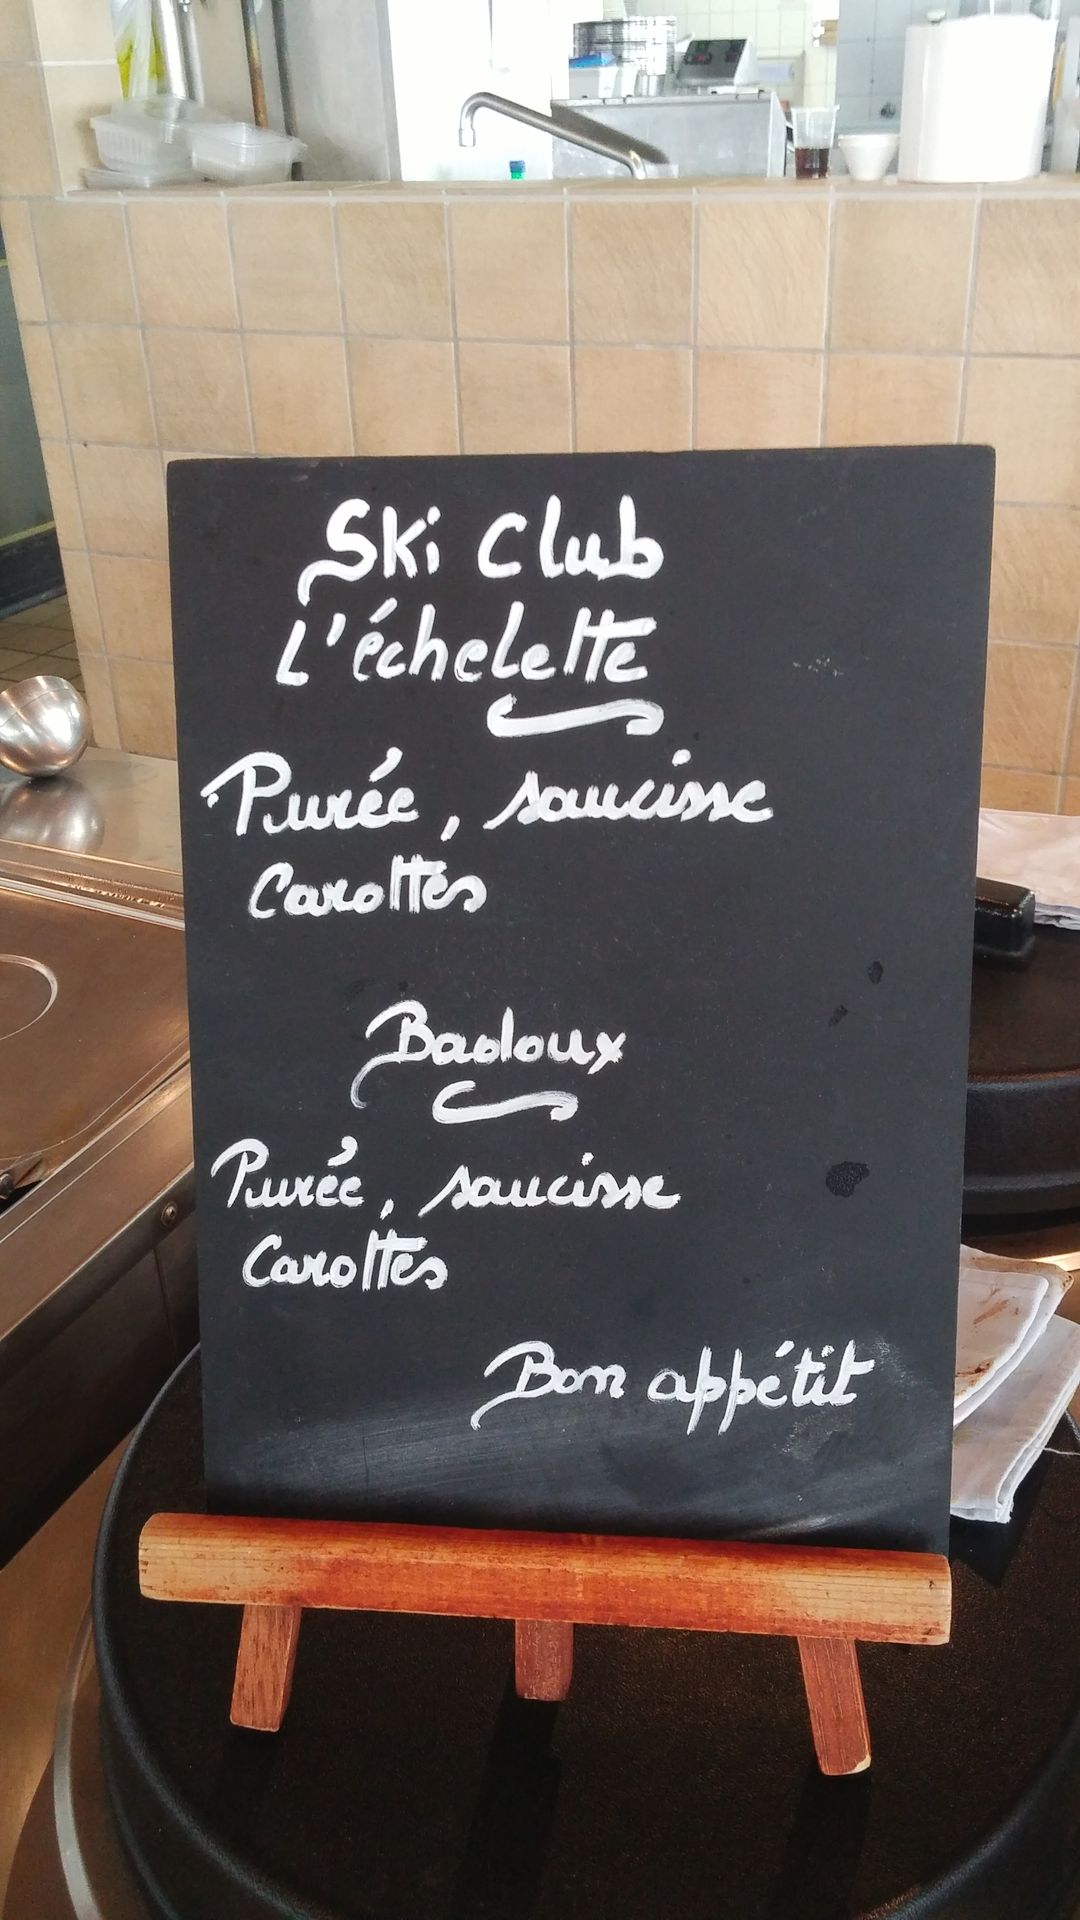 Ski Club
L'échelette
Purée, saucisse
Carottes
Badoux
Purée, saucisse
Carottes
Bon appétit